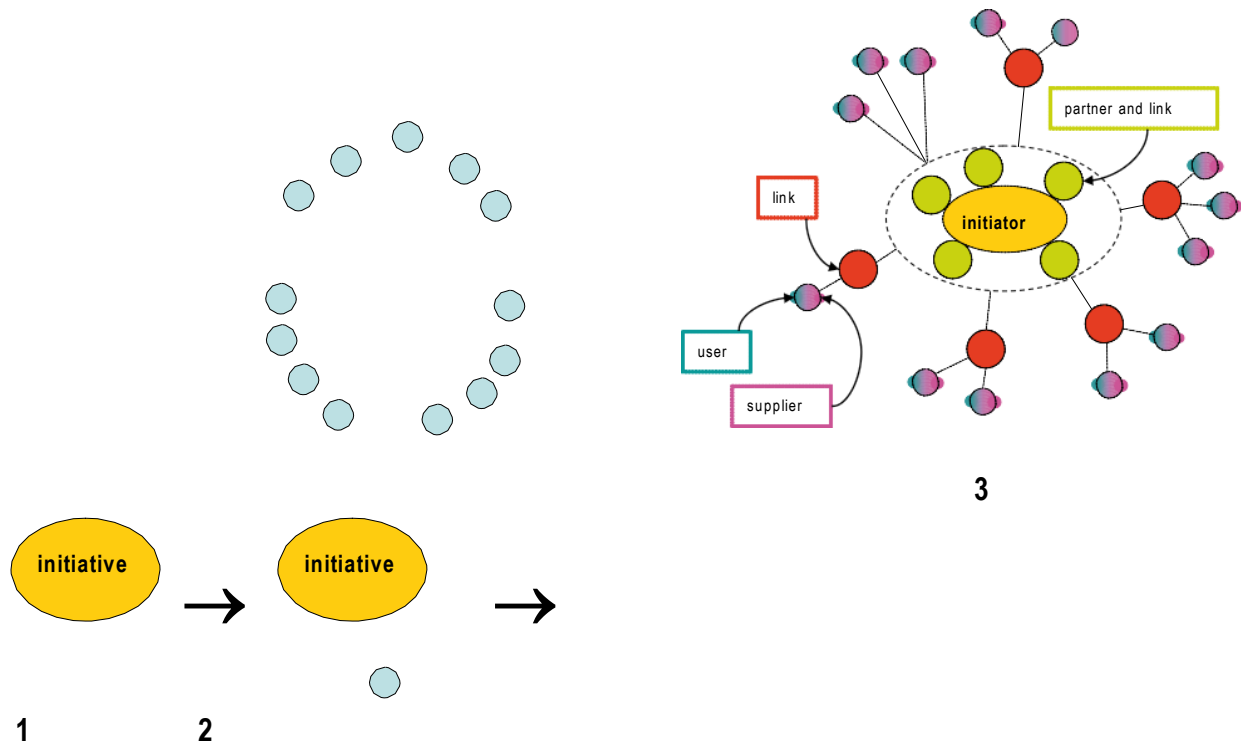 partner and link
link
initiator
user
supplier
3
initiative
initiative
→
→
1
2